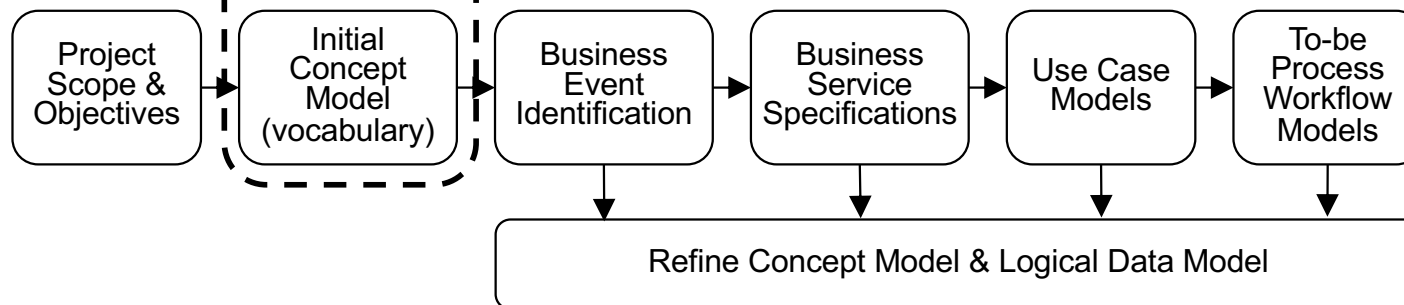 Project
Scope &
Objectives
Initial
Concept
Model
(vocabulary)
Business
Event
Identification
Business
Service
Specifications
Use Case
Models
To-be
Process
Workflow
Models
Refine Concept Model & Logical Data Model